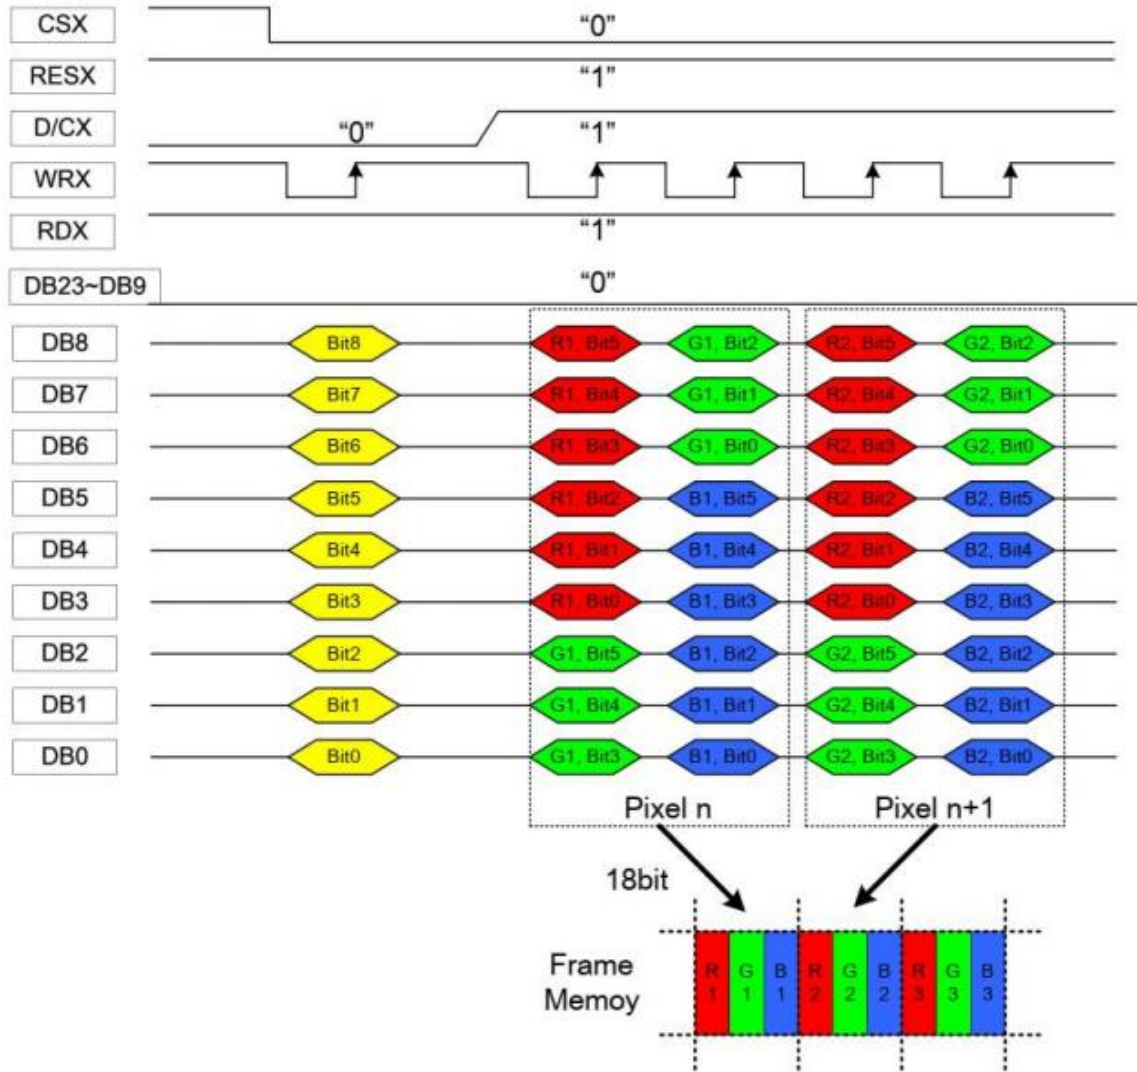 CSX “0”
RESX “1”
D/CX “0” “1”
WRX
RDX “1”
DB23~DB9 “0”
DB8 Bit8 R1, Bit5 G1, Bit2 R2, Bit5 G2, Bit2
DB7 Bit7 R1, Bit4 G1, Bit1 R2, Bit4 G2, Bit1
DB6 Bit6 R1, Bit3 G1, Bit0 R2, Bit3 G2, Bit0
DB5 Bit5 R1, Bit2 B1, Bit5 R2, Bit2 B2, Bit5
DB4 Bit4 R1, Bit1 B1, Bit4 R2, Bit1 B2, Bit4
DB3 Bit3 R1, Bit0 B1, Bit3 R2, Bit0 B2, Bit3
DB2 Bit2 G1, Bit5 B1, Bit2 G2, Bit5 B2, Bit2
DB1 Bit1 G1, Bit4 B1, Bit1 G2, Bit4 B2, Bit1
DB0 Bit0 G1, Bit3 B1, Bit0 G2, Bit3 B2, Bit0
Pixel n Pixel n+1
18bit
Frame
Memoy
R G B R G B R G B
1 1 1 2 2 2 3 3 3